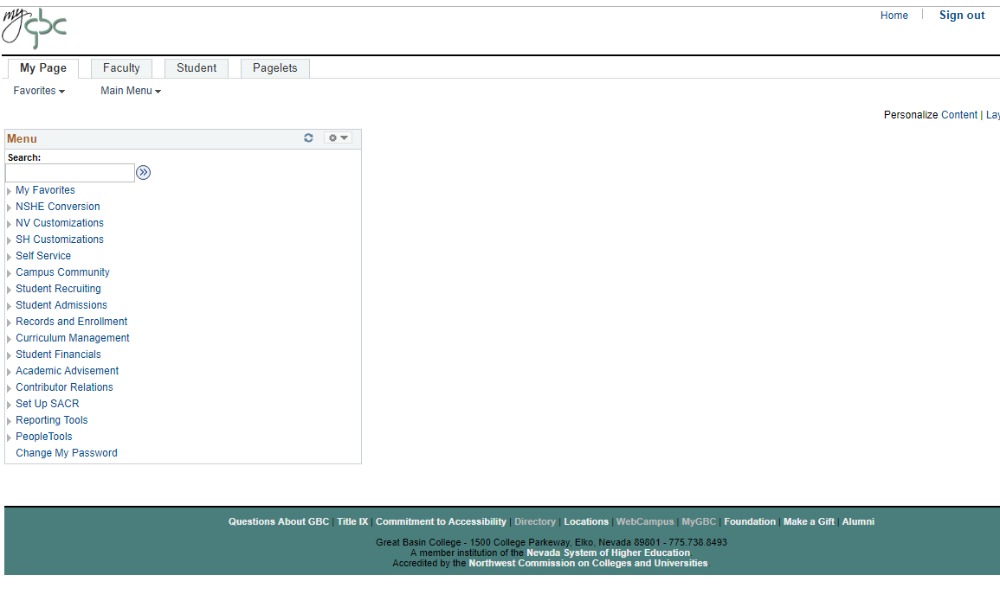 my gbc
Home Sign out
My Page Faculty Student Pagelets
Favorites Main Menu
Personalize Content | Lay
Menu
Search:
My Favorites
NSHE Conversion
NV Customizations
SH Customizations
Self Service
Campus Community
Student Recruiting
Student Admissions
Records and Enrollment
Curriculum Management
Student Financials
Academic Advisement
Contributor Relations
Set Up SACR
Reporting Tools
PeopleTools
Change My Password
Questions About GBC | Title IX | Commitment to Accessibility | Directory | Locations | WebCampus | MyGBC | Foundation | Make a Gift | Alumni
Great Basin College - 1500 College Parkeway, Elko, Nevada 89801 - 775.738.8493
A member institution of the Nevada System of Higher Education.
Accredited by the Northwest Commission on Colleges and Universities.